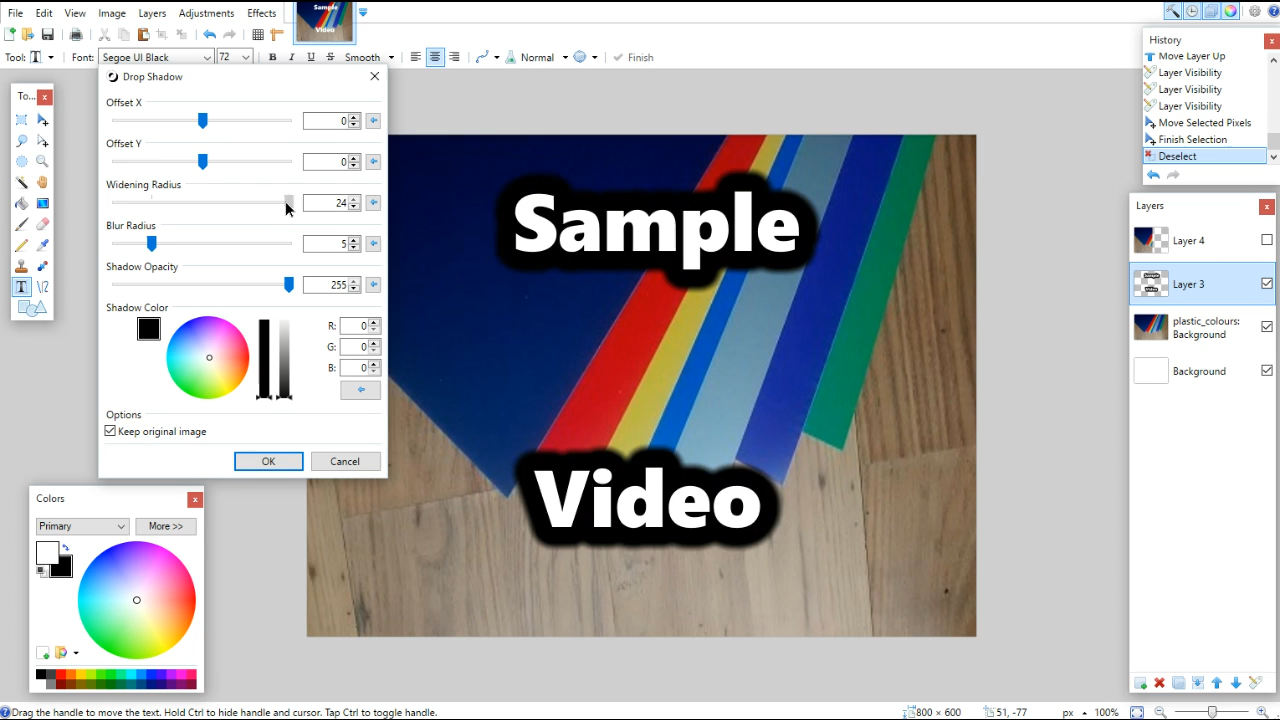 File Edit View Image Layers Adjustments Effects
Sample
Video
Tool: T Font: Segoe UI Black 72 B I U S Smooth Normal Finish
To...
Drop Shadow
Offset X
0
Offset Y
0
Widening Radius
24
Blur Radius
5
Shadow Opacity
255
Shadow Color
R: 0
G: 0
B: 0
Options
Keep original image
OK Cancel
Colors
Primary More >>
Sample
Video
History
Move Layer Up
Layer Visibility
Layer Visibility
Layer Visibility
Move Selected Pixels
Finish Selection
Deselect
Layers
Layer 4
Layer 3
plastic_colours:
Background
Background
Drag the handle to move the text. Hold Ctrl to hide handle and cursor. Tap Ctrl to toggle handle.
800 × 600 51, -77 px 100%